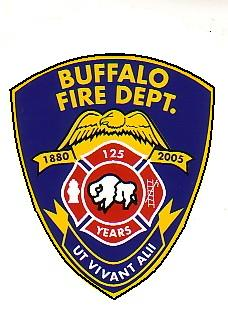 BUFFALO
FIRE DEPT.
1880 125 2005
YEARS
UT VIVANT ALII